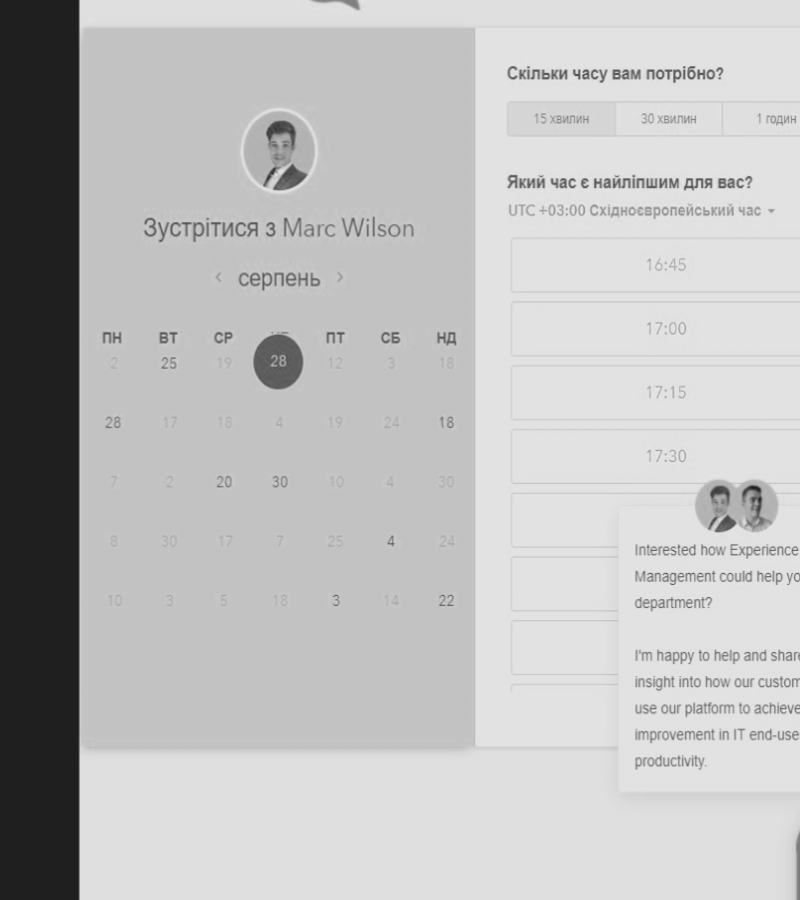 Зустрітися з Marc Wilson
серпень
ПН ВТ СР ПТ СБ НД
2 25 19 28 12 3 18
28 17 18 4 19 24 18
7 2 20 30 10 4 30
8 30 17 7 25 4 24
10 3 5 18 3 14 22
Скільки часу вам потрібно?
15 хвилин 30 хвилин 1 годин
Який час є найліпшим для вас?
UTC +03:00 Східноєвропейський час
16:45
17:00
17:15
17:30
Interested how Experience
Management could help yo
department?
I'm happy to help and share
insight into how our custom
use our platform to achieve
improvement in IT end-use
productivity.